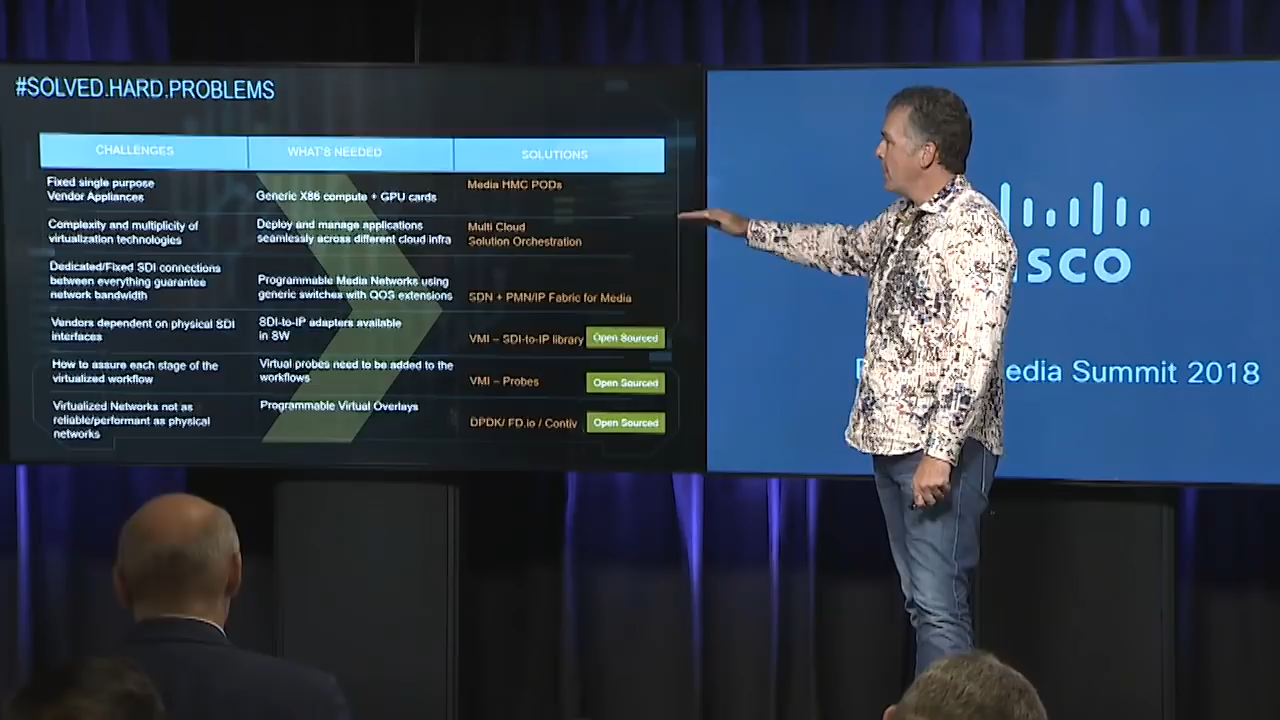 #SOLVED.HARD.PROBLEMS
CHALLENGES
WHAT'S NEEDED
SOLUTIONS
Fixed single purpose
Vendor Appliances
Generic X86 compute + GPU cards
Media HMC PODs
Complexity and multiplicity of
virtualization technologies
Deploy and manage applications
seamlessly across different cloud infra
Multi Cloud
Solution Orchestration
Dedicated/Fixed SDI connections
between everything guarantee
network bandwidth
Programmable Media Networks using
generic switches with QOS extensions
SDN + PMN/IP Fabric for Media
Vendors dependent on physical SDI
interfaces
SDI-to-IP adapters available
in SW
VMI – SDI-to-IP library
Open Sourced
How to assure each stage of the
virtualized workflow
Virtual probes need to be added to the
workflows
VMI – Probes
Open Sourced
Virtualized Networks not as
reliable/performant as physical
networks
Programmable Virtual Overlays
DPDK/ FD.io / Contiv
Open Sourced
ISCO
edia Summit 2018